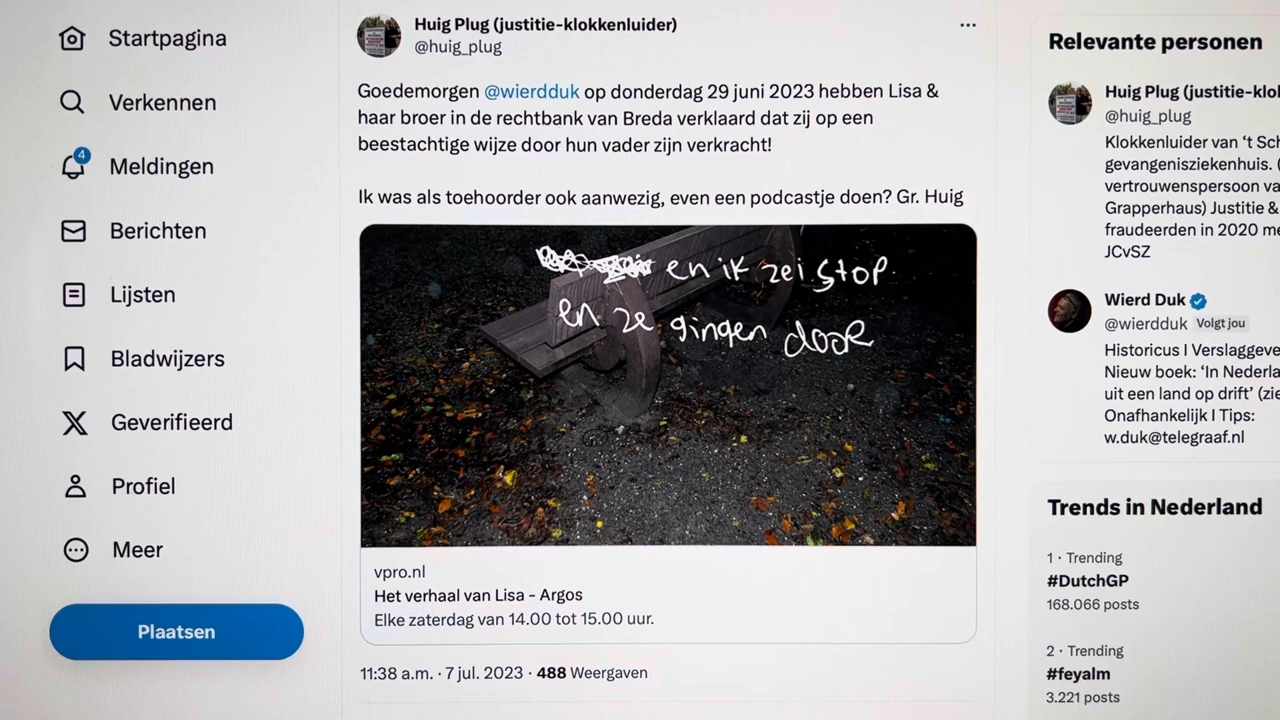 Startpagina
Verkennen
4
Meldingen
Berichten
Lijsten
Bladwijzers
Geverifieerd
Profiel
Meer
Plaatsen
Huig Plug (justitie-klokkenluider)
@huig_plug
Goedemorgen @wierdduk op donderdag 29 juni 2023 hebben Lisa &
haar broer in de rechtbank van Breda verklaard dat zij op een
beestachtige wijze door hun vader zijn verkracht!
Ik was als toehoorder ook aanwezig, even een podcastje doen? Gr. Huig
en ik zei stop
en ze gingen door
vpro.nl
Het verhaal van Lisa - Argos
Elke zaterdag van 14.00 tot 15.00 uur.
11:38 a.m. · 7 jul. 2023 · 488 Weergaven
Relevante personen
Huig Plug (justitie-klol
@huig_plug
Klokkenluider van ‘t Sch
gevangenisziekenhuis. (
vertrouwenspersoon va
Grapperhaus) Justitie &
fraudeerden in 2020 me
JCvSZ
Wierd Duk
@wierdduk Volgt jou
Historicus I Verslaggeve
Nieuw boek: ‘In Nederla
uit een land op drift’ (zie
Onafhankelijk I Tips:
w.duk@telegraaf.nl
Trends in Nederland
1 · Trending
#DutchGP
168.066 posts
2 · Trending
#feyalm
3.221 posts